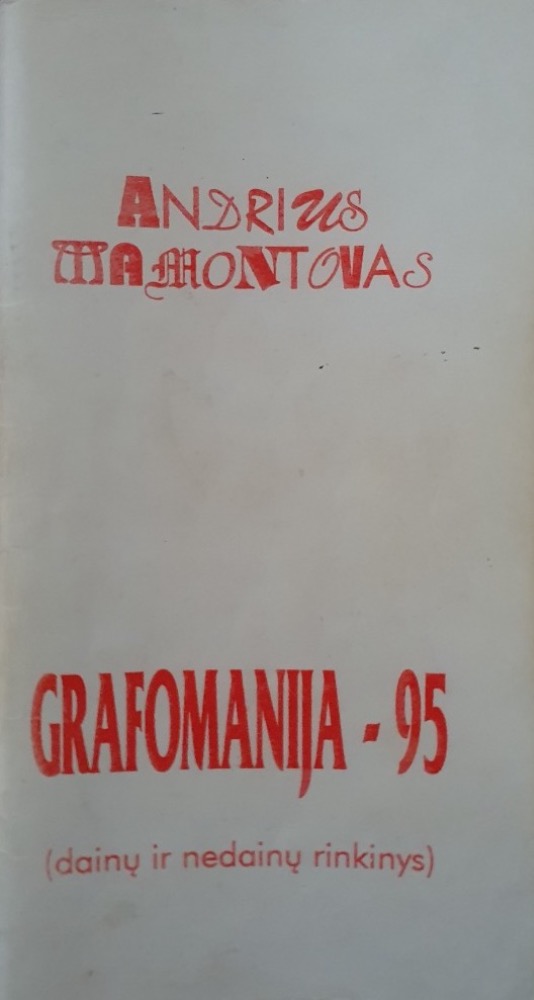 ANDRIUS
MAMONTOVAS
GRAFOMANIJA - 95
(dainų ir nedainų rinkinys)